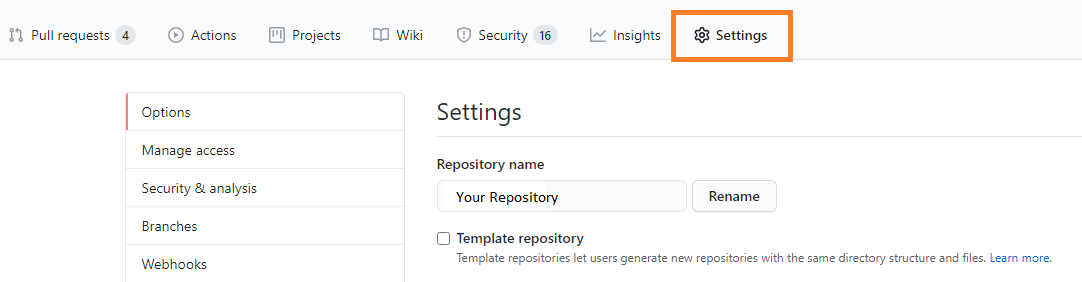 Pull requests 4 Actions Projects Wiki Security 16 Insights Settings
Options
Manage access
Security & analysis
Branches
Webhooks
Settings
Repository name
Your Repository Rename
Template repository
Template repositories let users generate new repositories with the same directory structure and files. Learn more.